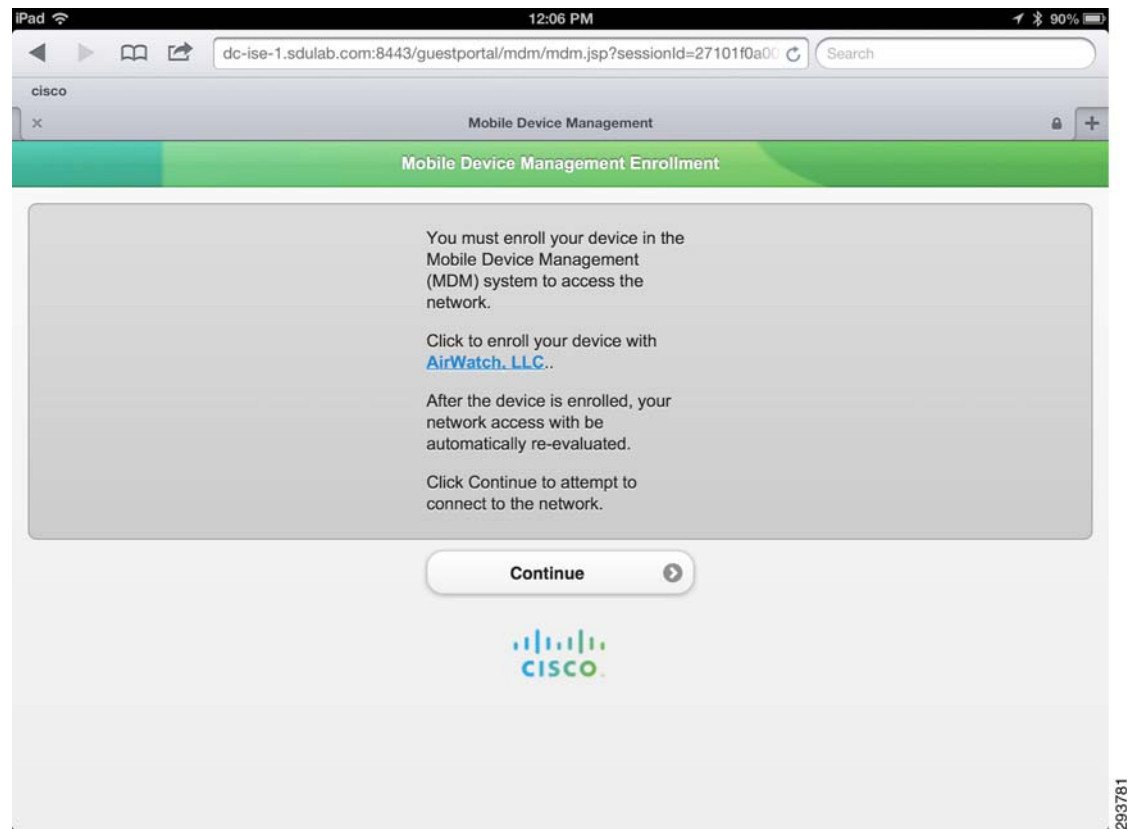 iPad 12:06 PM 90%
dc-ise-1.sdulab.com:8443/guestportal/mdm/mdm.jsp?sessionId=27101f0a00 Search
cisco
Mobile Device Management
Mobile Device Management Enrollment
You must enroll your device in the
Mobile Device Management
(MDM) system to access the
network.
Click to enroll your device with
AirWatch, LLC..
After the device is enrolled, your
network access with be
automatically re-evaluated.
Click Continue to attempt to
connect to the network.
Continue
CISCO.
293781